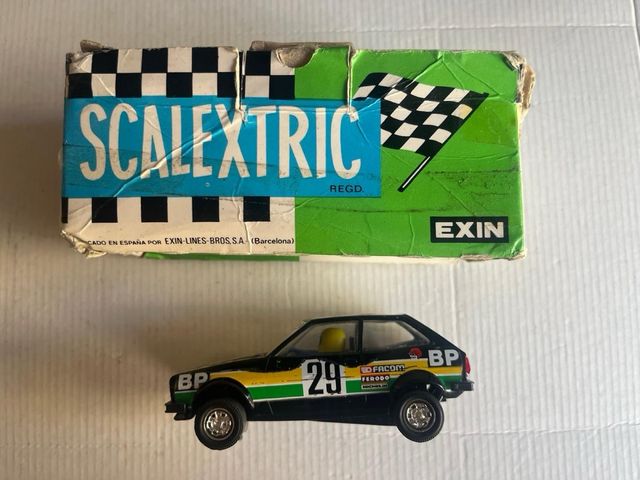 SCALEXTRIC
REGD.
CADO EN ESPAÑA POR EXIN-LINES-BROS, S.A. - (Barcelona)
EXIN
BP
29
FACOM
FERODO
BP